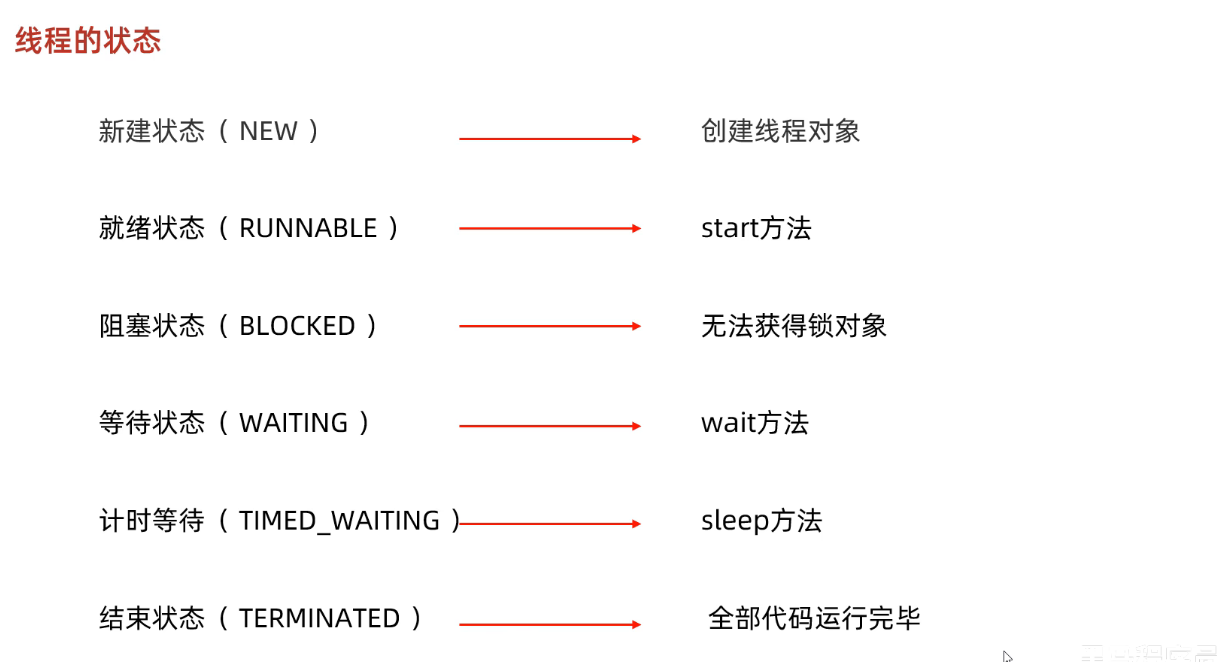 线程的状态
新建状态（ NEW ） 创建线程对象
就绪状态（ RUNNABLE ） start方法
阻塞状态（ BLOCKED ） 无法获得锁对象
等待状态（ WAITING ） wait方法
计时等待（ TIMED_WAITING ） sleep方法
结束状态（ TERMINATED ） 全部代码运行完毕